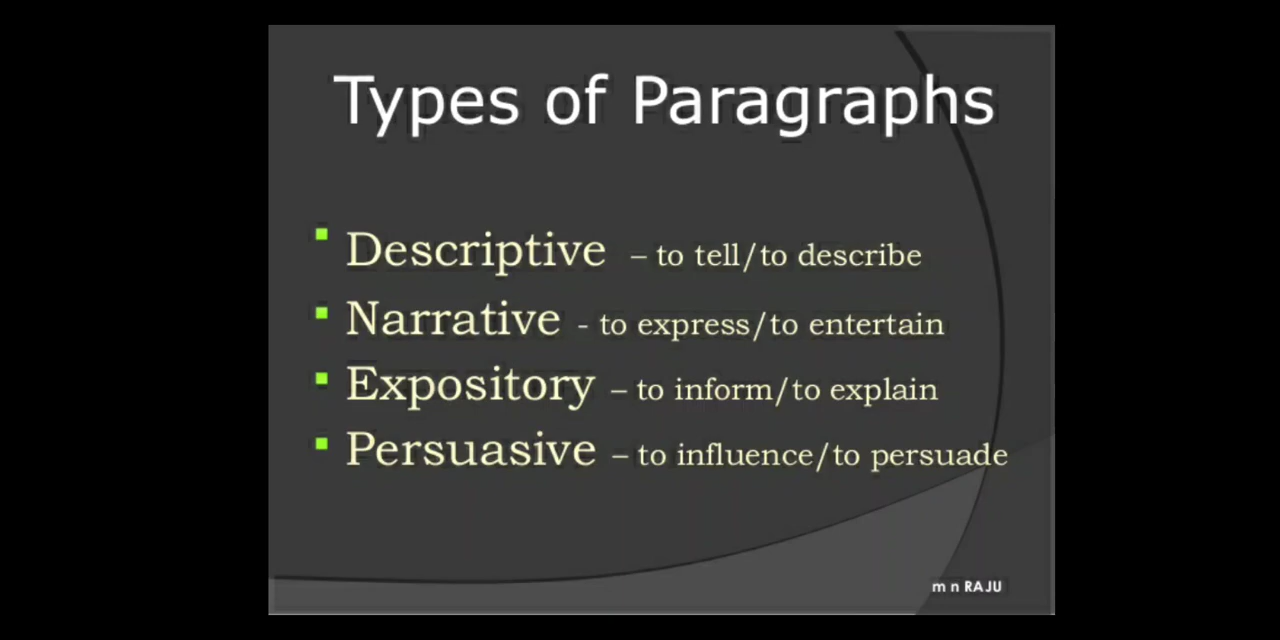 Types of Paragraphs
Descriptive – to tell/to describe
Narrative - to express/to entertain
Expository – to inform/to explain
Persuasive – to influence/to persuade
m n RAJU